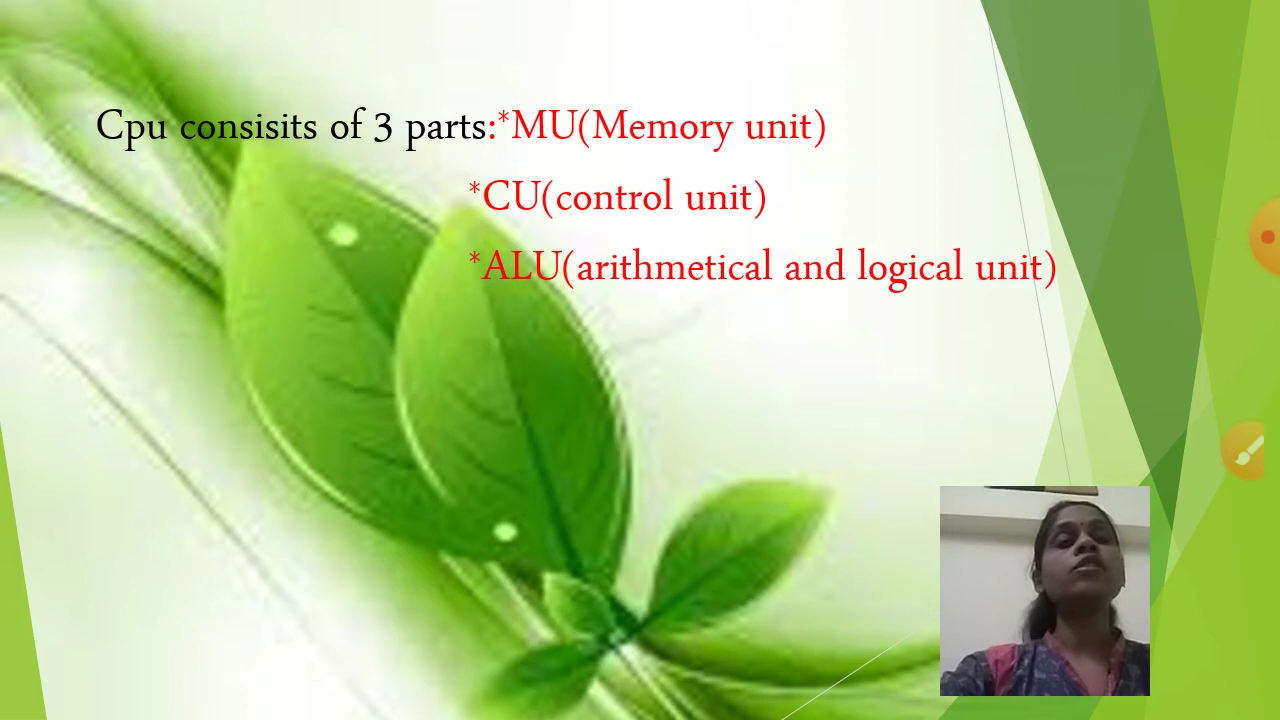 Cpu consisits of 3 parts:*MU(Memory unit)
*CU(control unit)
*ALU(arithmetical and logical unit)